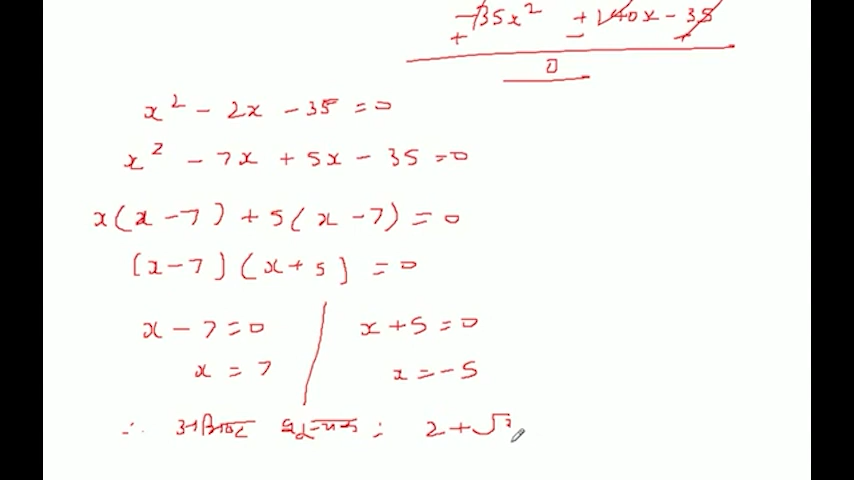 -35x² + 140x - 35
+ - +
0
x² - 2x - 35 = 0
x² - 7x + 5x - 35 = 0
x(x - 7) + 5(x - 7) = 0
(x - 7) (x + 5) = 0
x - 7 = 0 x + 5 = 0
x = 7 x = -5
∴ : 2 + √3